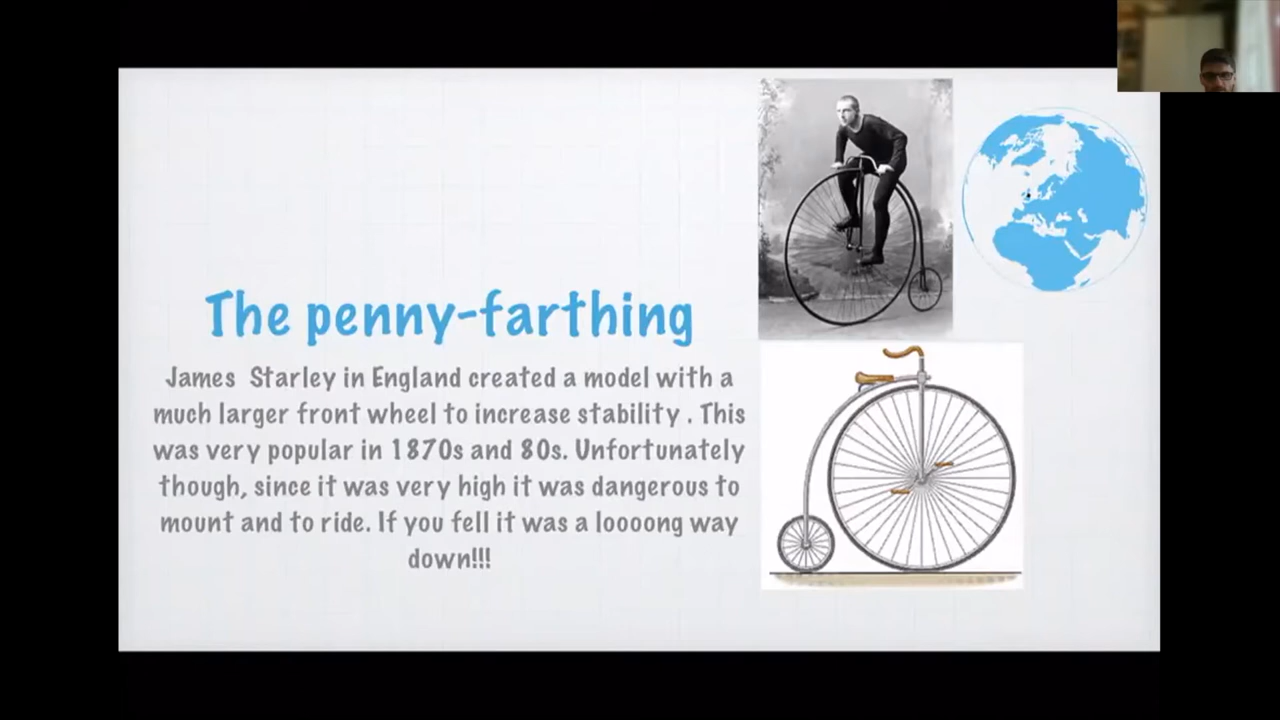 The penny-farthing
James  Starley in England created a model with a
much larger front wheel to increase stability . This
was very popular in 1870s and 80s. Unfortunately
though, since it was very high it was dangerous to
mount and to ride. If you fell it was a loooong way
down!!!